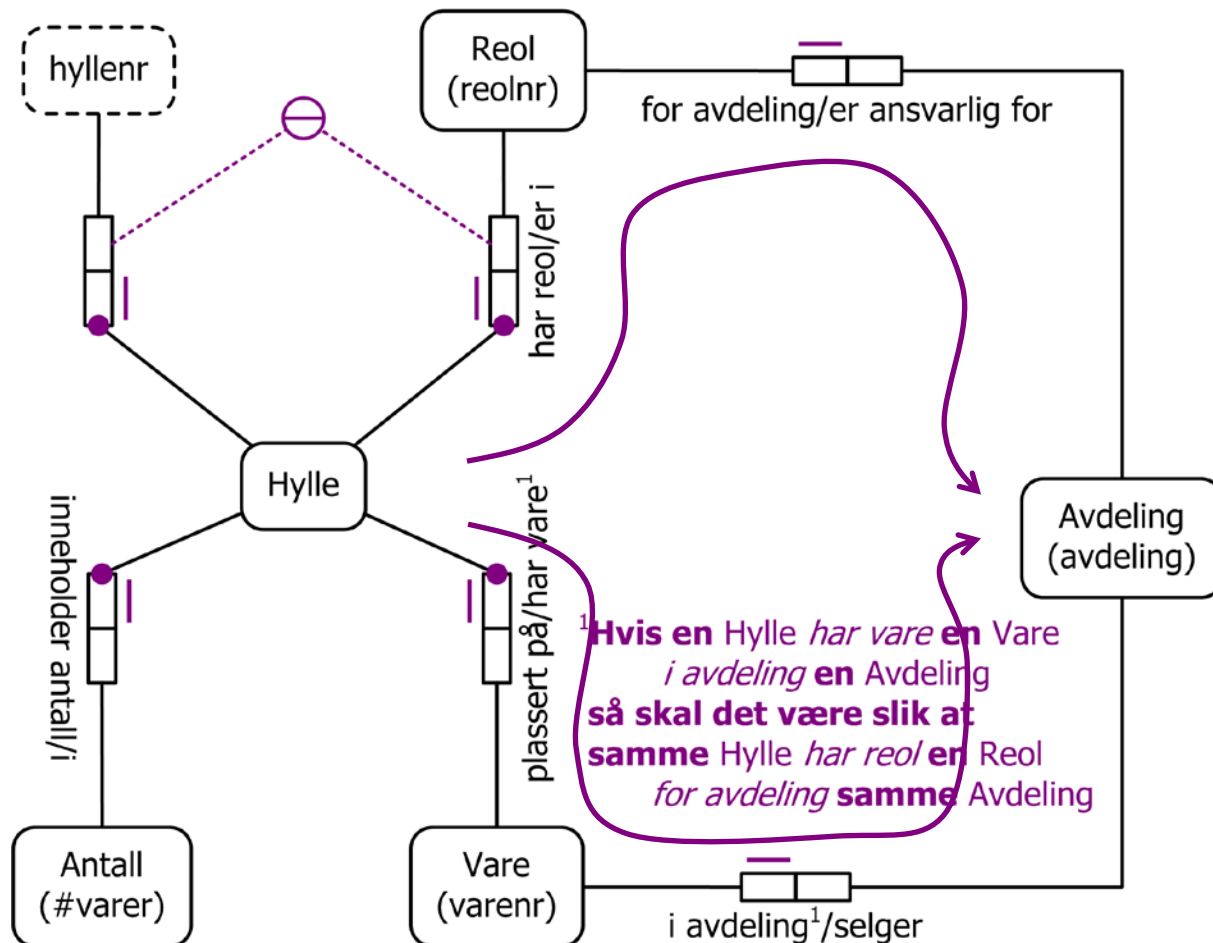 hyllenr
Reol
(reolnr)
for avdeling/er ansvarlig for
har reol/er i
Hylle
inneholder antall/i
plassert på/har vare¹
Avdeling
(avdeling)
¹Hvis en Hylle har vare en Vare
i avdeling en Avdeling
så skal det være slik at
samme Hylle har reol en Reol
for avdeling samme Avdeling
Antall
(#varer)
Vare
(varenr)
i avdeling¹/selger